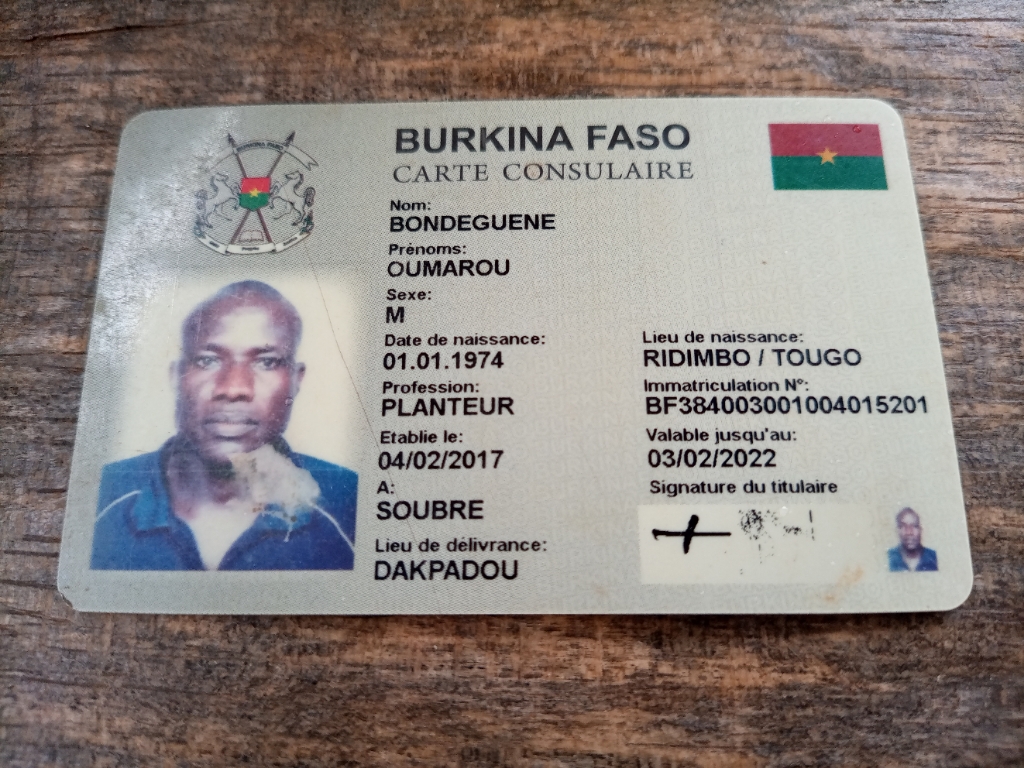 BURKINA FASO
CARTE CONSULAIRE
Nom:
BONDEGUENE
Prénoms:
OUMAROU
Sexe:
M
Date de naissance:
01.01.1974
Lieu de naissance:
RIDIMBO / TOUGO
Profession:
PLANTEUR
Immatriculation N°:
BF384003001004015201
Etablie le:
04/02/2017
Valable jusqu'au:
03/02/2022
A:
SOUBRE
Signature du titulaire
Lieu de délivrance:
DAKPADOU